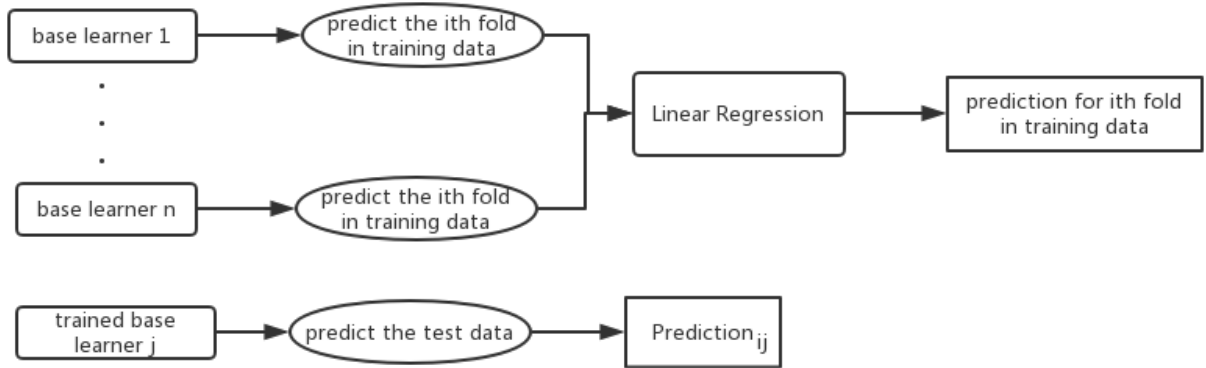 base learner 1
predict the ith fold
in training data
Linear Regression
prediction for ith fold
in training data
base learner n
predict the ith fold
in training data
trained base
learner j
predict the test data
Prediction ij